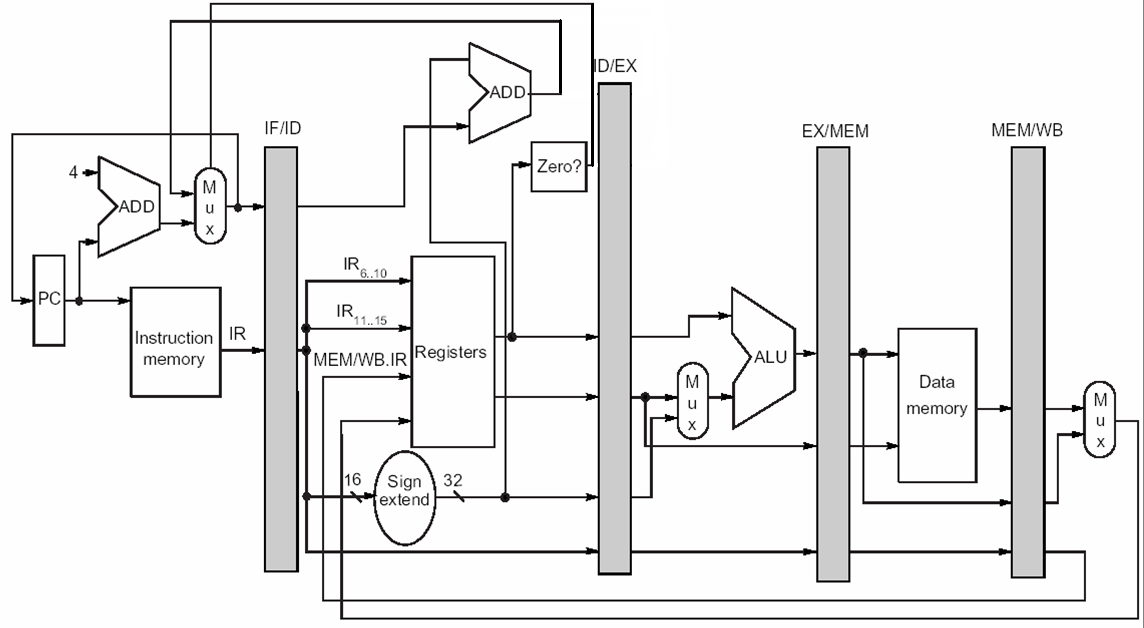 ID/EX
ADD
IF/ID
EX/MEM
MEM/WB
4
ADD
M
u
x
Zero?
PC
IR6..10
IR11..15
Instruction
memory
IR
MEM/WB.IR
Registers
ALU
M
u
x
Data
memory
M
u
x
16
Sign
extend
32